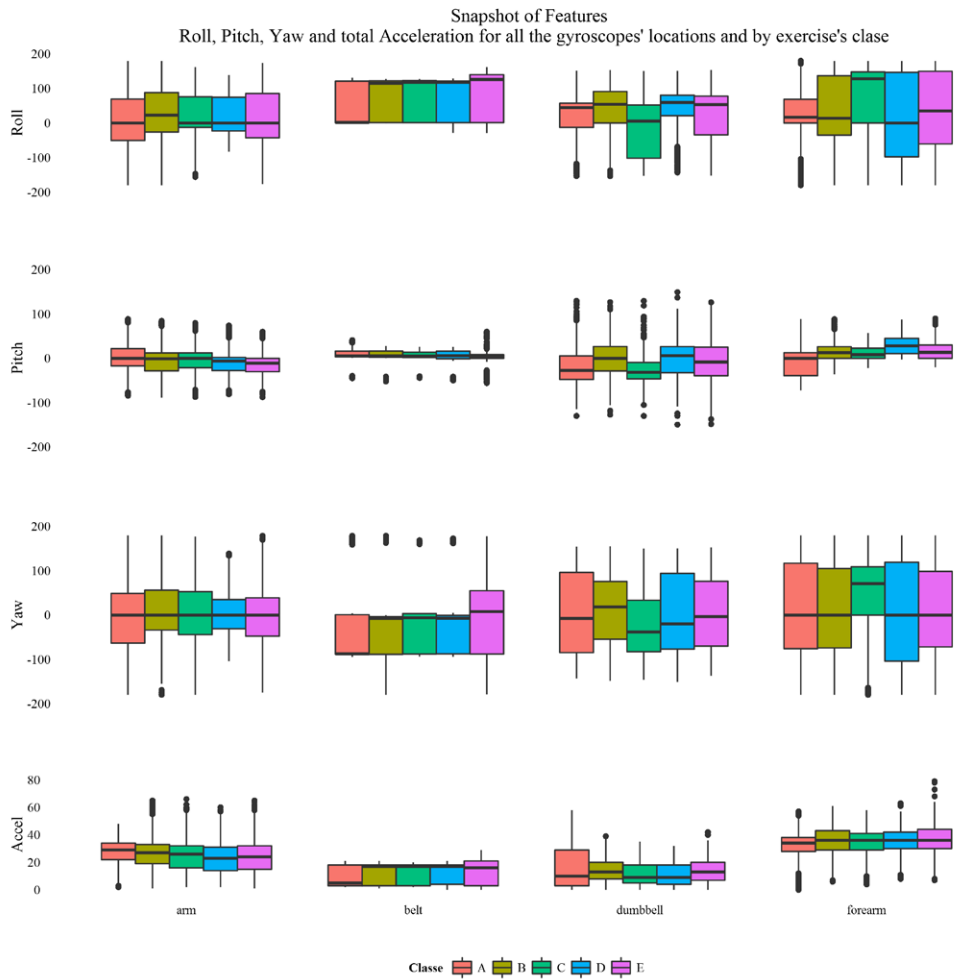 Snapshot of Features
Roll, Pitch, Yaw and total Acceleration for all the gyroscopes' locations and by exercise's clase
200
100
0
-100
-200
Roll
200
100
0
-100
-200
Pitch
200
100
0
-100
-200
Yaw
80
60
40
20
0
Accel
arm belt dumbbell forearm
Classe A B C D E